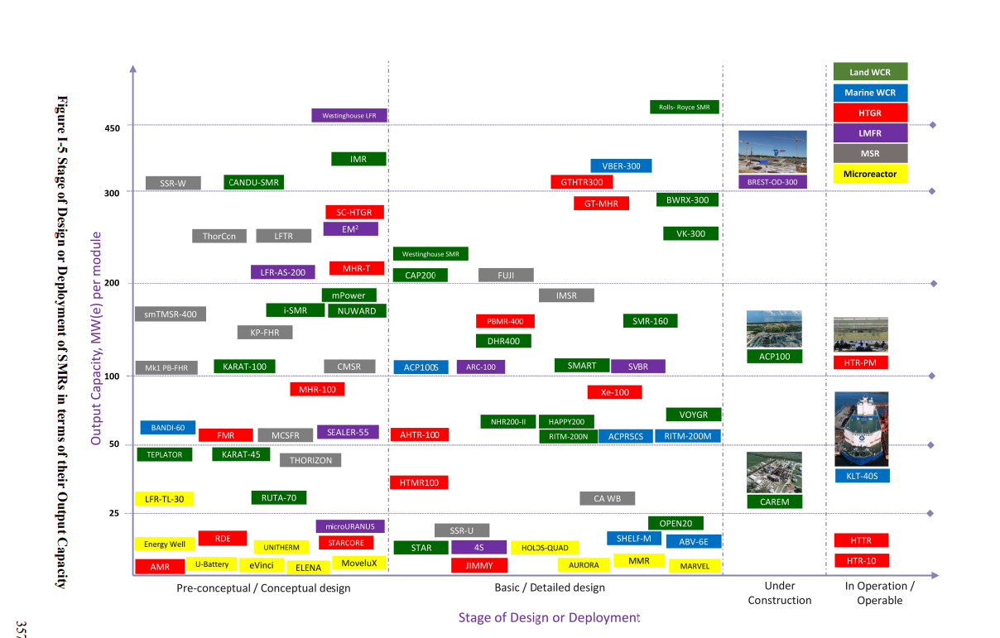 Figure I-5 Stage of Design or Deployment of SMRs in terms of their Output Capacity
357
Output Capacity, MW(e) per module
Land WCR
Marine WCR
HTGR
LMFR
MSR
Microreactor
Rolls- Royce SMR
Westinghouse LFR
450
IMR
VBER-300
SSR-W
CANDU-SMR
GTHTR300
BREST-OD-300
300
GT-MHR
BWRX-300
SC-HTGR
EM²
ThorCcn
LFTR
VK-300
Westinghouse SMR
LFR-AS-200
MHR-T
CAP200
FUJI
200
mPower
IMSR
smTMSR-400
i-SMR
NUWARD
PBMR-400
SMR-160
KP-FHR
DHR400
ACP100
HTR-PM
Mk1 PB-FHR
KARAT-100
CMSR
ACP100S
ARC-100
SMART
SVBR
100
MHR-100
Xe-100
VOYGR
NHR200-II
HAPPY200
BANDI-60
FMR
MCSFR
SEALER-55
AHTR-100
RITM-200N
ACPR5CS
RITM-200M
50
TEPLATOR
KARAT-45
THORIZON
KLT-40S
HTMR100
LFR-TL-30
RUTA-70
CA WB
CAREM
25
microURANUS
SSR-U
OPEN20
Energy Well
RDE
UNITHERM
STARCORE
STAR
4S
HOLDS-QUAD
SHELF-M
ABV-6E
HTTR
AMR
U-Battery
eVinci
ELENA
MoveluX
JIMMY
AURORA
MMR
MARVEL
HTR-10
Pre-conceptual / Conceptual design
Basic / Detailed design
Under
Construction
In Operation /
Operable
Stage of Design or Deployment